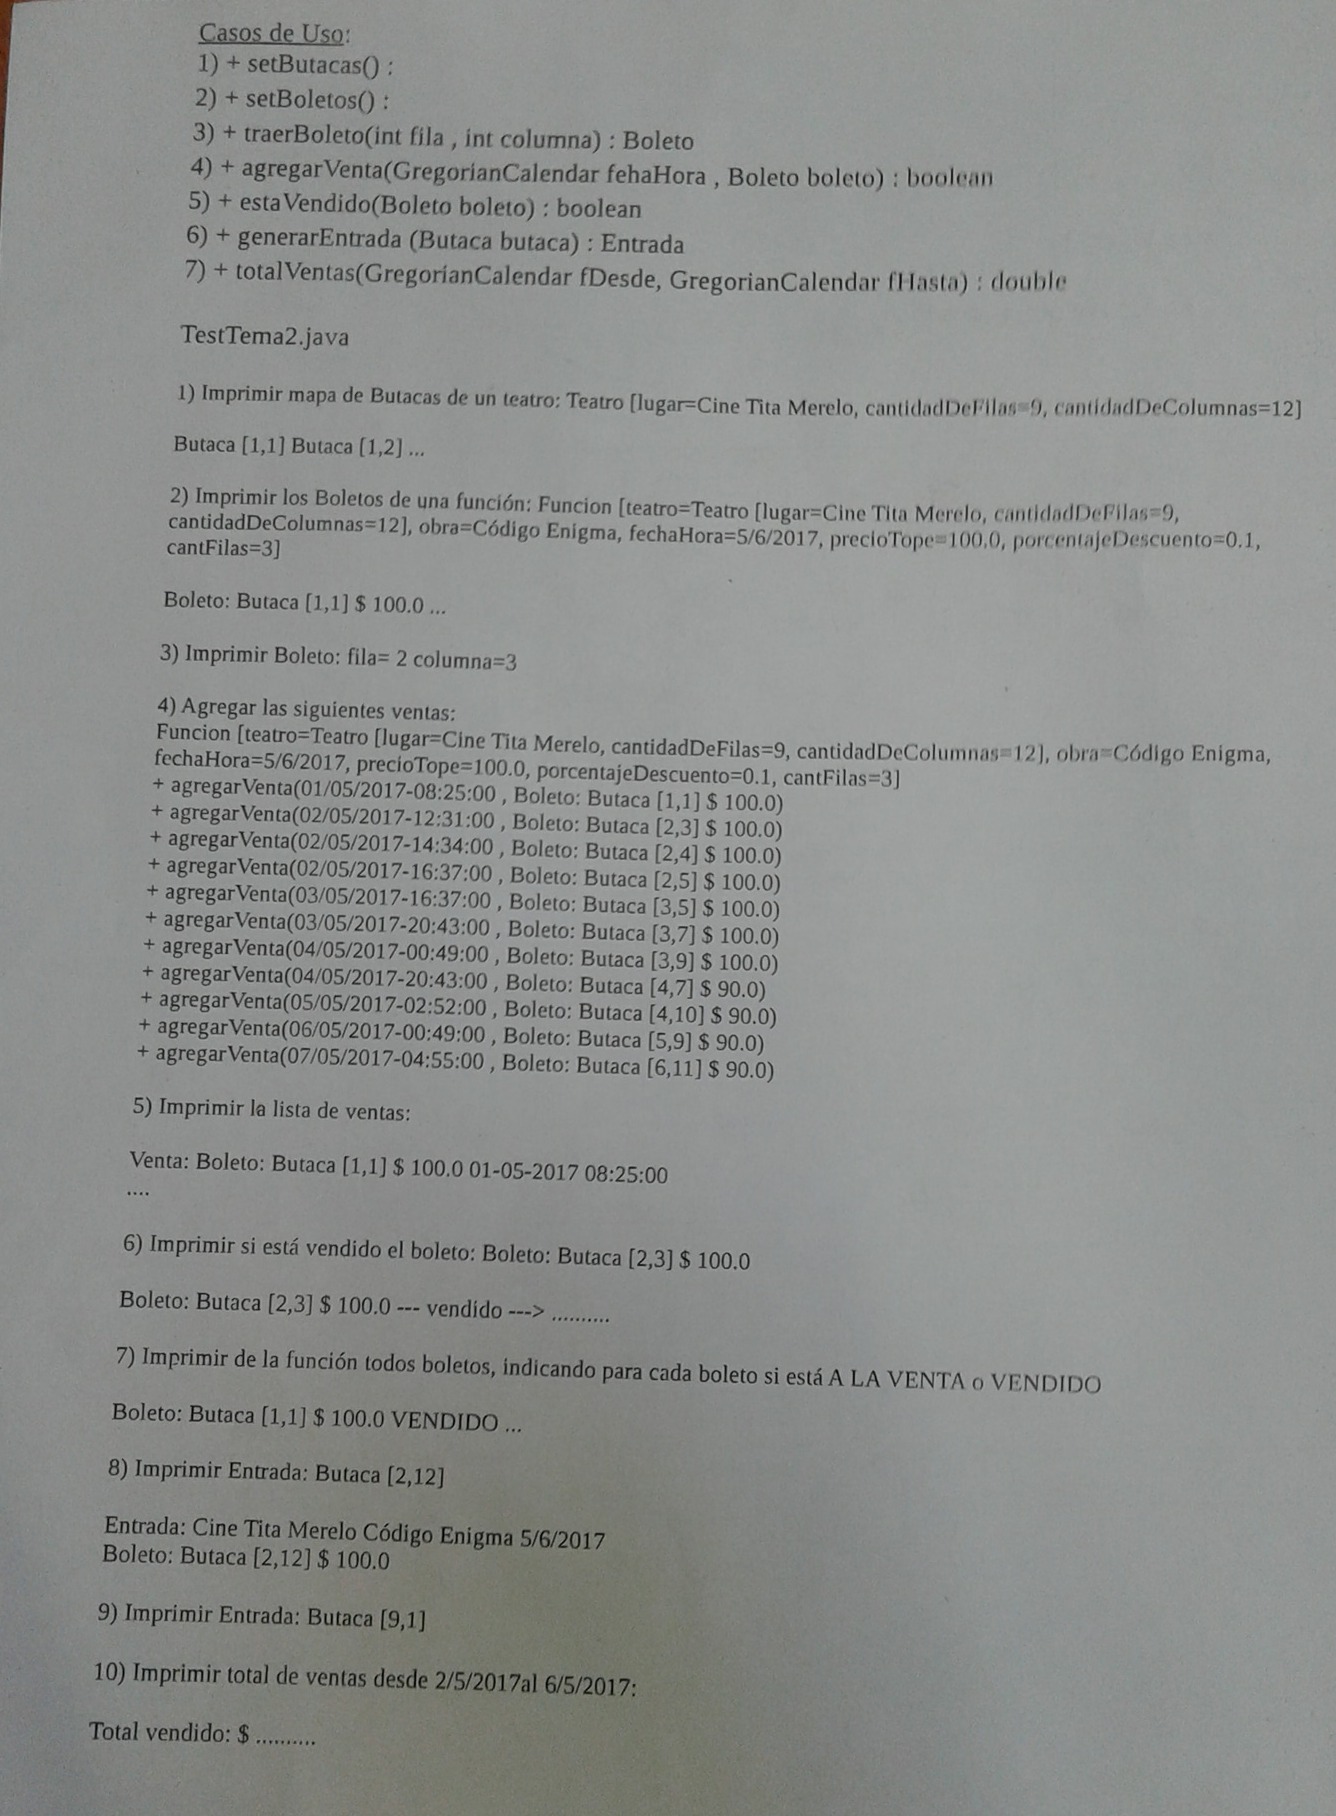 Casos de Uso:
1) + setButacas() :
2) + setBoletos() :
3) + traerBoleto(int fila , int columna) : Boleto
4) + agregarVenta(GregorianCalendar fehaHora , Boleto boleto) : boolean
5) + estaVendido(Boleto boleto) : boolean
6) + generarEntrada (Butaca butaca) : Entrada
7) + totalVentas(GregorianCalendar fDesde, GregorianCalendar fHasta) : double
TestTema2.java
1) Imprimir mapa de Butacas de un teatro: Teatro [lugar=Cine Tita Merelo, cantidadDeFilas=9, cantidadDeColumnas=12]
Butaca [1,1] Butaca [1,2] ...
2) Imprimir los Boletos de una función: Funcion [teatro=Teatro [lugar=Cine Tita Merelo, cantidadDeFilas=9,
cantidadDeColumnas=12], obra=Código Enigma, fechaHora=5/6/2017, precioTope=100.0, porcentajeDescuento=0.1,
cantFilas=3]
Boleto: Butaca [1,1] $ 100.0 ...
3) Imprimir Boleto: fila= 2 columna=3
4) Agregar las siguientes ventas:
Funcion [teatro=Teatro [lugar=Cine Tita Merelo, cantidadDeFilas=9, cantidadDeColumnas=12], obra=Código Enigma,
fechaHora=5/6/2017, precioTope=100.0, porcentajeDescuento=0.1, cantFilas=3]
+ agregarVenta(01/05/2017-08:25:00 , Boleto: Butaca [1,1] $ 100.0)
+ agregarVenta(02/05/2017-12:31:00 , Boleto: Butaca [2,3] $ 100.0)
+ agregarVenta(02/05/2017-14:34:00 , Boleto: Butaca [2,4] $ 100.0)
+ agregarVenta(02/05/2017-16:37:00 , Boleto: Butaca [2,5] $ 100.0)
+ agregarVenta(03/05/2017-16:37:00 , Boleto: Butaca [3,5] $ 100.0)
+ agregarVenta(03/05/2017-20:43:00 , Boleto: Butaca [3,7] $ 100.0)
+ agregarVenta(04/05/2017-00:49:00 , Boleto: Butaca [3,9] $ 100.0)
+ agregarVenta(04/05/2017-20:43:00 , Boleto: Butaca [4,7] $ 90.0)
+ agregarVenta(05/05/2017-02:52:00 , Boleto: Butaca [4,10] $ 90.0)
+ agregarVenta(06/05/2017-00:49:00 , Boleto: Butaca [5,9] $ 90.0)
+ agregarVenta(07/05/2017-04:55:00 , Boleto: Butaca [6,11] $ 90.0)
5) Imprimir la lista de ventas:
Venta: Boleto: Butaca [1,1] $ 100.0 01-05-2017 08:25:00
....
6) Imprimir si está vendido el boleto: Boleto: Butaca [2,3] $ 100.0
Boleto: Butaca [2,3] $ 100.0 --- vendido ---> ..........
7) Imprimir de la función todos boletos, indicando para cada boleto si está A LA VENTA o VENDIDO
Boleto: Butaca [1,1] $ 100.0 VENDIDO ...
8) Imprimir Entrada: Butaca [2,12]
Entrada: Cine Tita Merelo Código Enigma 5/6/2017
Boleto: Butaca [2,12] $ 100.0
9) Imprimir Entrada: Butaca [9,1]
10) Imprimir total de ventas desde 2/5/2017al 6/5/2017:
Total vendido: $ ..........